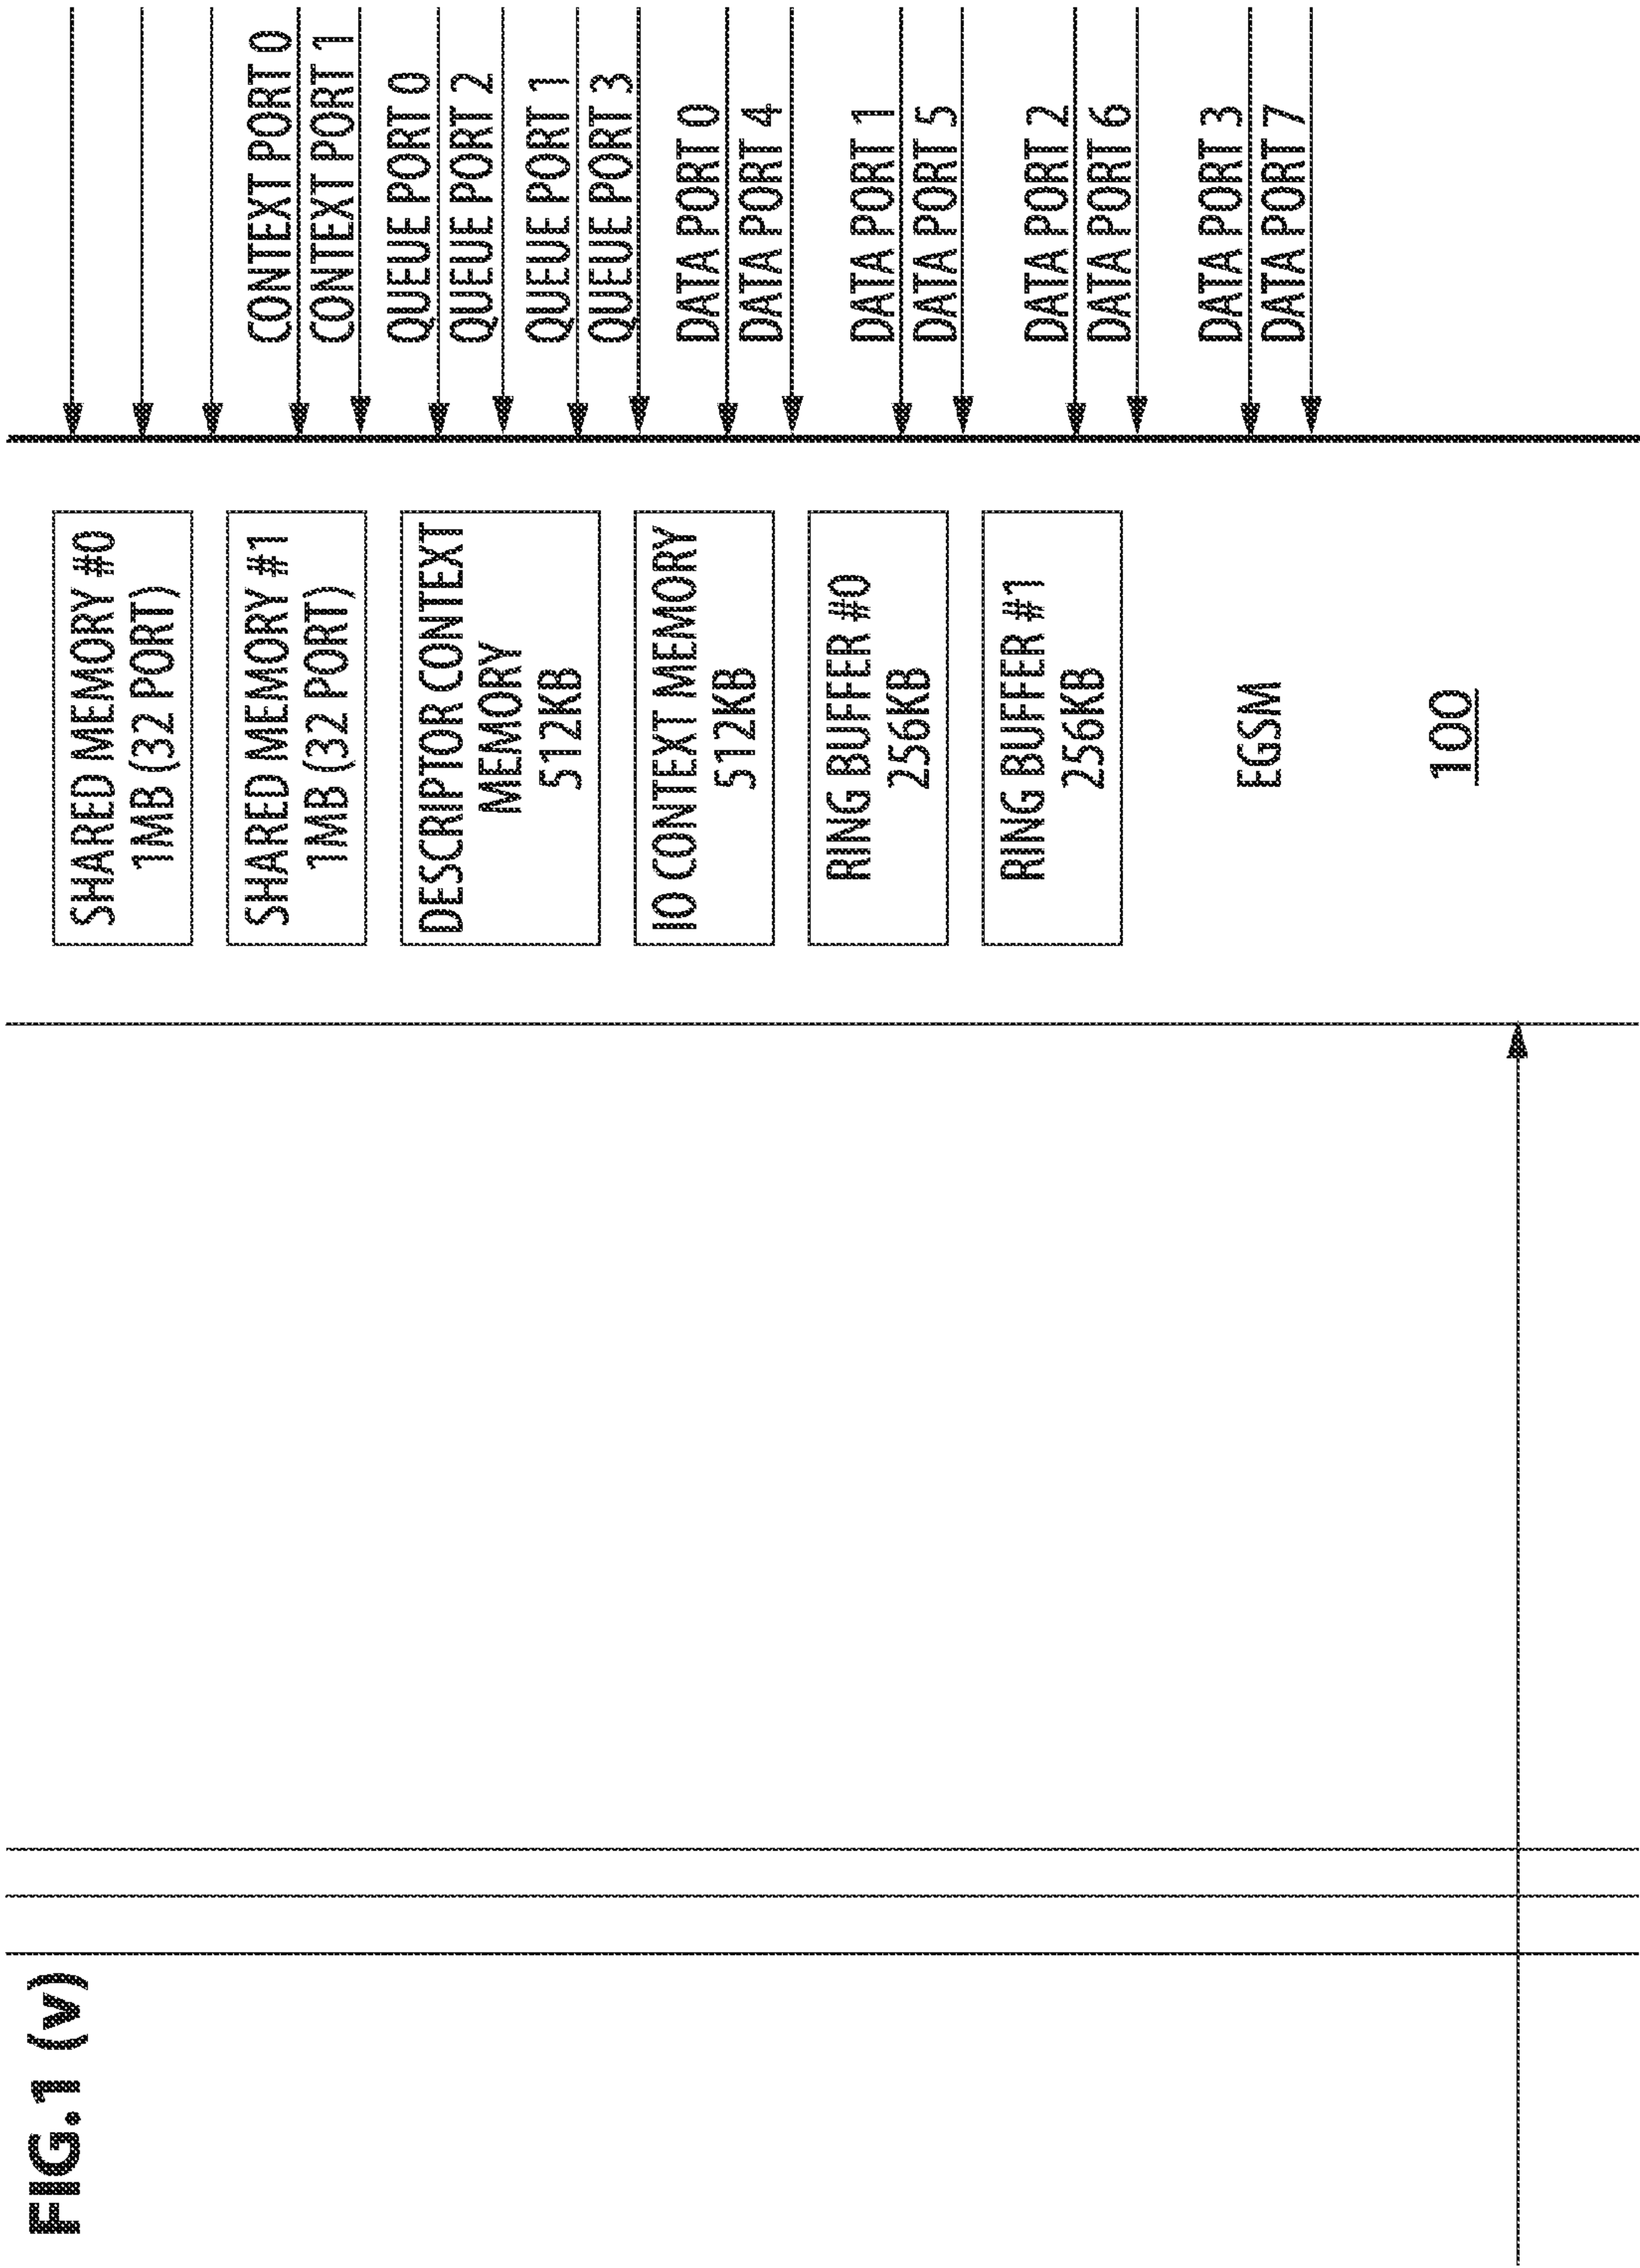 FIG.1 (v)
SHARED MEMORY #0
1MB (32 PORT)
SHARED MEMORY #1
1MB (32 PORT)
DESCRIPTOR CONTEXT
MEMORY
512KB
IO CONTEXT MEMORY
512KB
RING BUFFER #0
256KB
RING BUFFER #1
256KB
EGSM
100
CONTEXT PORT 0
CONTEXT PORT 1
QUEUE PORT 0
QUEUE PORT 2
QUEUE PORT 1
QUEUE PORT 3
DATA PORT 0
DATA PORT 4
DATA PORT 1
DATA PORT 5
DATA PORT 2
DATA PORT 6
DATA PORT 3
DATA PORT 7